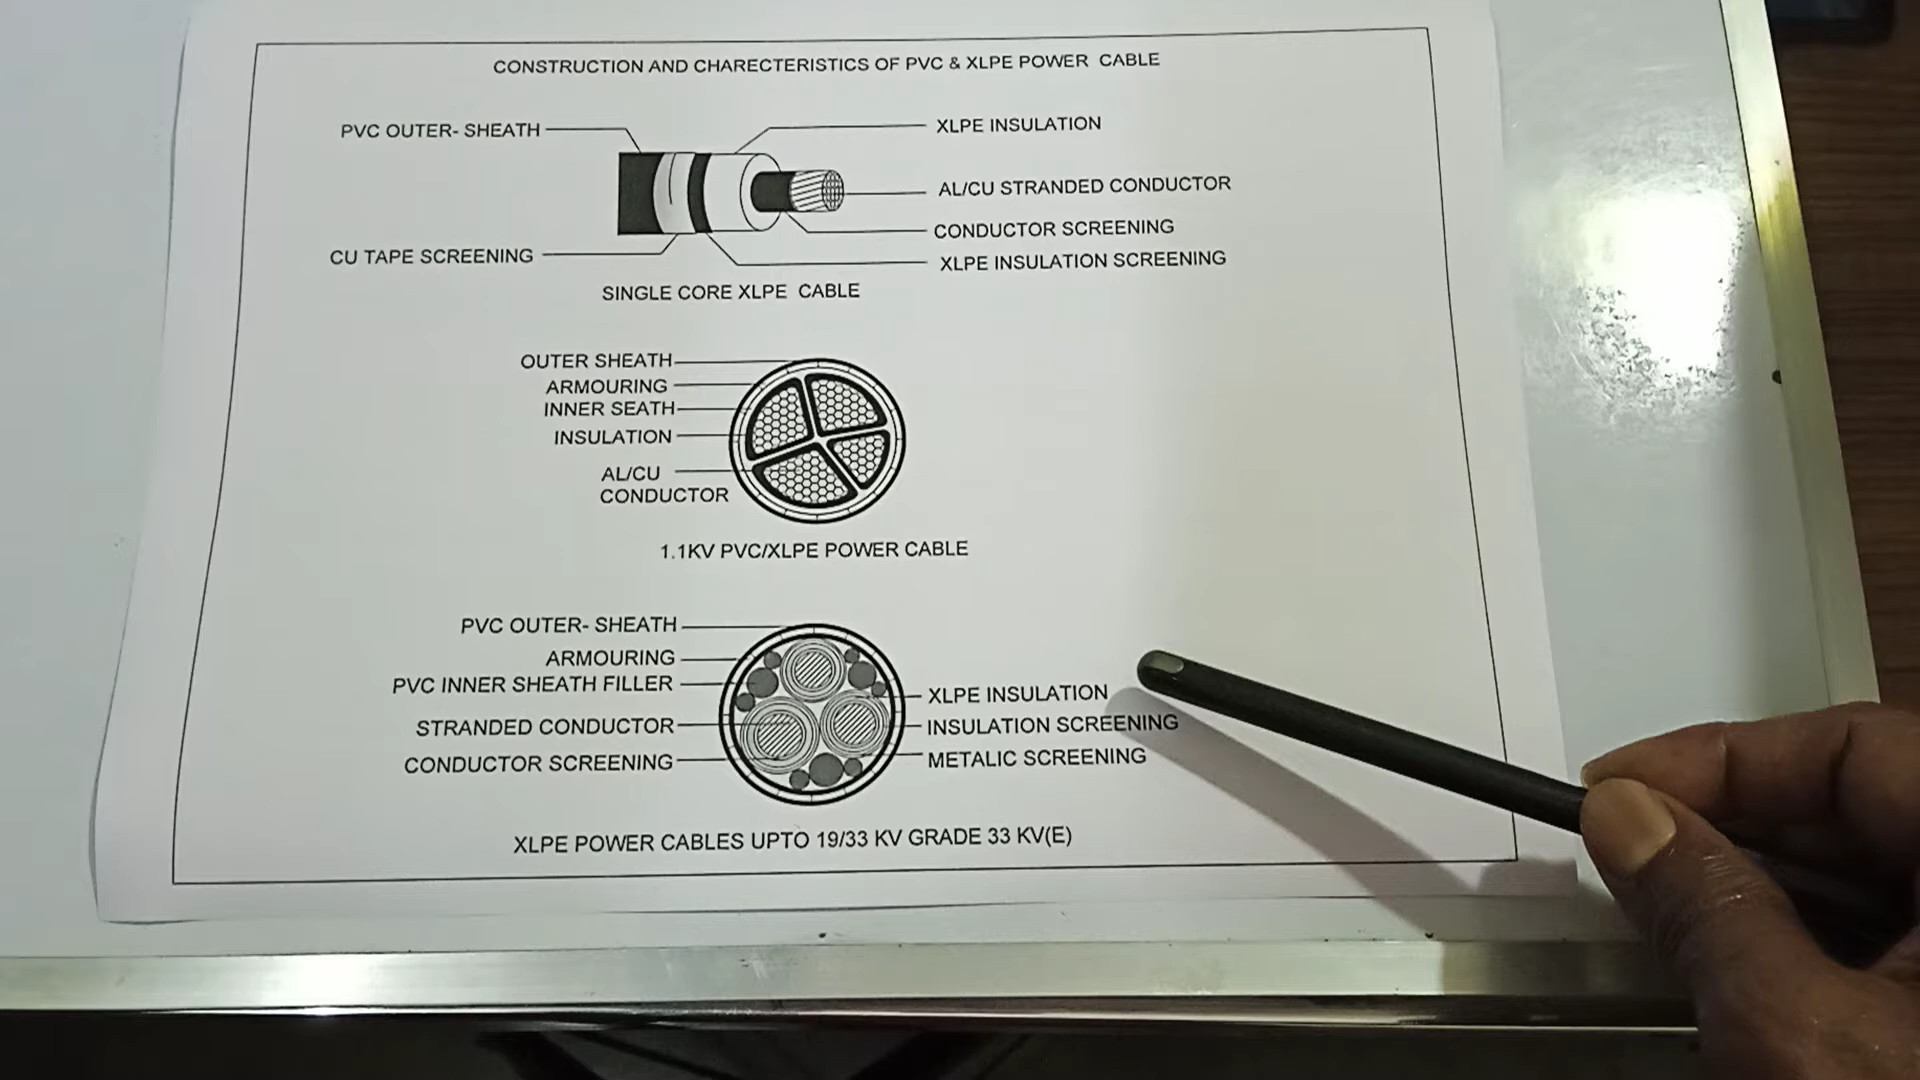 CONSTRUCTION AND CHARECTERISTICS OF PVC & XLPE POWER CABLE
PVC OUTER- SHEATH
XLPE INSULATION
AL/CU STRANDED CONDUCTOR
CONDUCTOR SCREENING
CU TAPE SCREENING
XLPE INSULATION SCREENING
SINGLE CORE XLPE CABLE
OUTER SHEATH
ARMOURING
INNER SEATH
INSULATION
AL/CU
CONDUCTOR
1.1KV PVC/XLPE POWER CABLE
PVC OUTER- SHEATH
ARMOURING
PVC INNER SHEATH FILLER
STRANDED CONDUCTOR
CONDUCTOR SCREENING
XLPE INSULATION
INSULATION SCREENING
METALIC SCREENING
XLPE POWER CABLES UPTO 19/33 KV GRADE 33 KV(E)